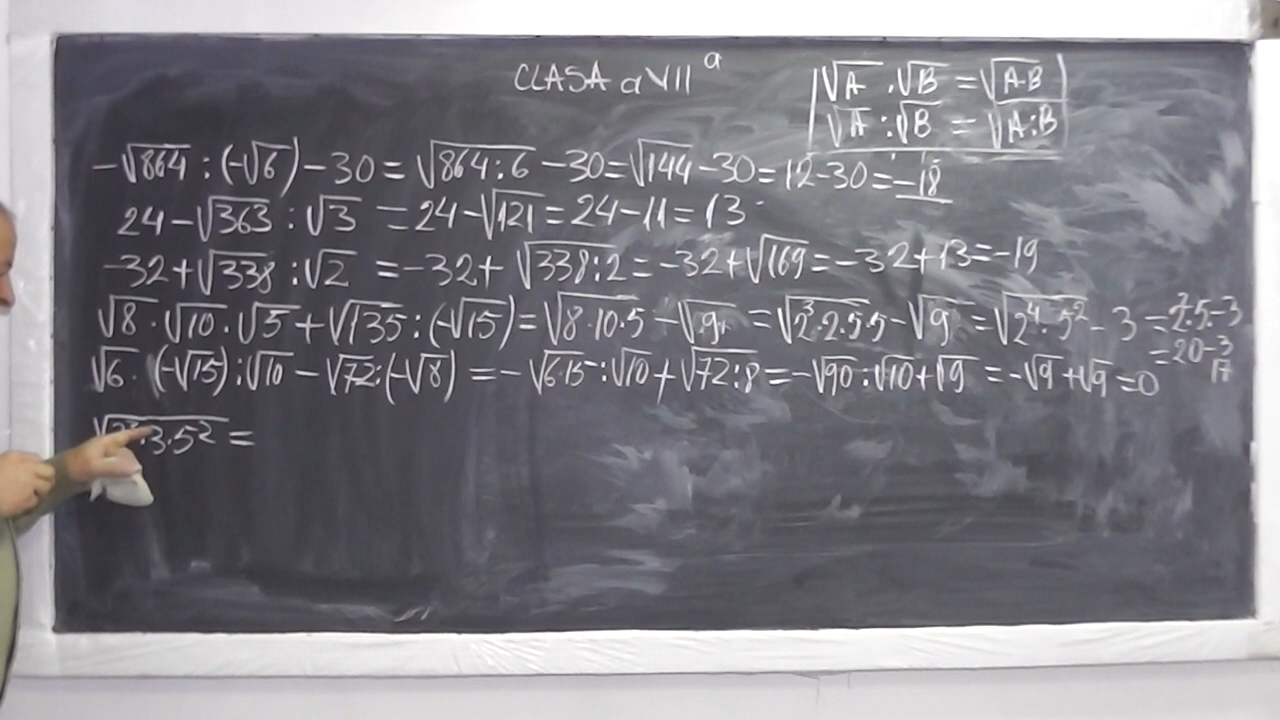 CLASA a VII a
√A · √B = √A·B
√A : √B = √A:B
-√864 : (-√6) - 30 = √864:6 - 30 = √144 - 30 = 12 - 30 = -18
24 - √363 : √3 = 24 - √121 = 24 - 11 = 13
-32 + √338 : √2 = -32 + √338:2 = -32 + √169 = -32 + 13 = -19
√8 · √10 · √5 + √135 : (-√15) = √8·10·5 - √9 = √2³·2·5·5 - √9 = √2⁴·5² - 3 = 2²·5 - 3
= 20 - 3
17
√6 · (-√15) : √10 - √72 : (-√8) = -√6·15 : √10 + √72:8 = -√90 : √10 + √9 = -√9 + √9 = 0
·3·5² =